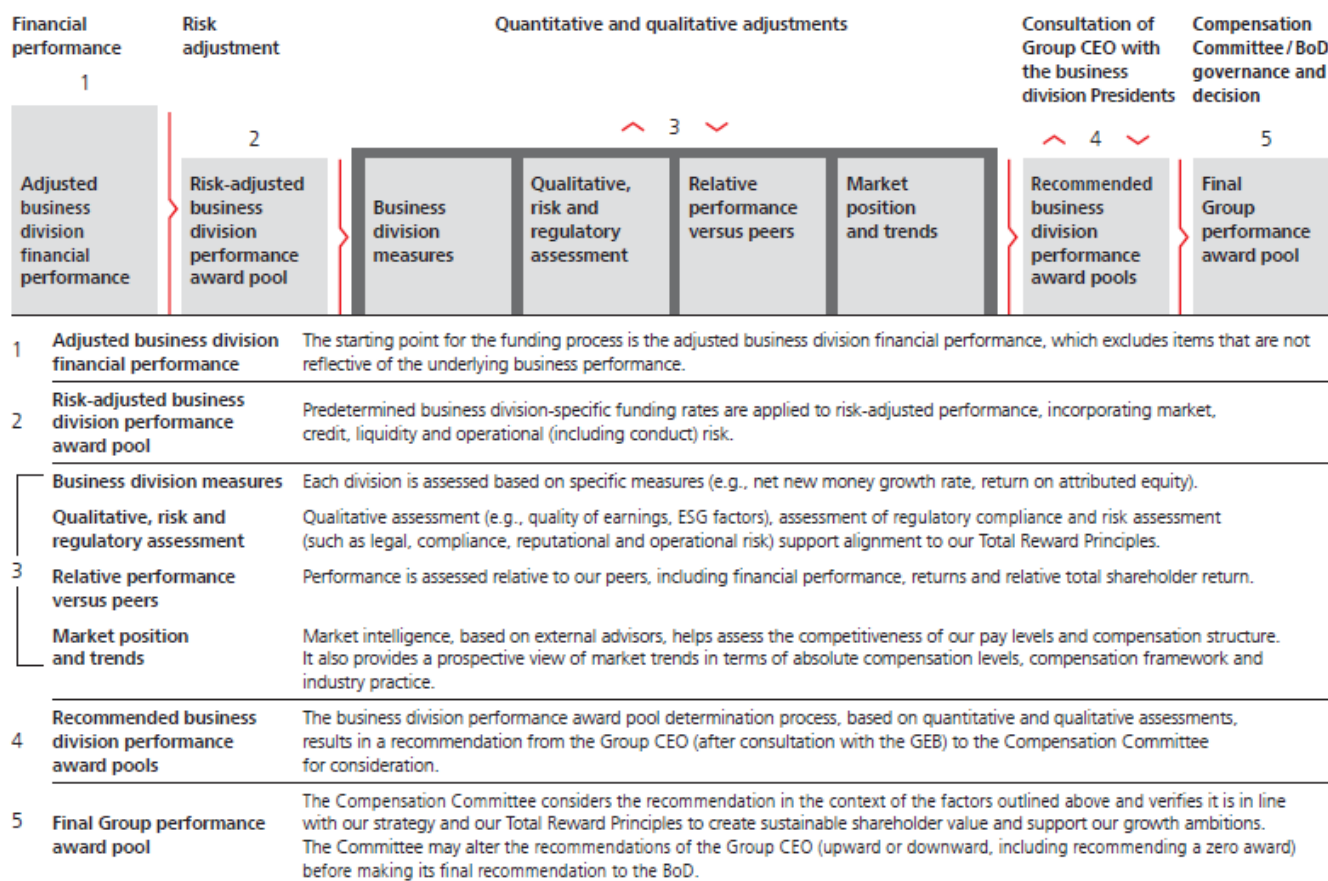 Financial
performance
Risk
adjustment
Quantitative and qualitative adjustments
Consultation of
Group CEO with
the business
division Presidents
Compensation
Committee / BoD
governance and
decision
1
2
3
4
5
Adjusted
business
division
financial
performance
Risk-adjusted
business
division
performance
award pool
Business
division
measures
Qualitative,
risk and
regulatory
assessment
Relative
performance
versus peers
Market
position
and trends
Recommended
business
division
performance
award pools
Final
Group
performance
award pool
1
Adjusted business division
financial performance
The starting point for the funding process is the adjusted business division financial performance, which excludes items that are not
reflective of the underlying business performance.
2
Risk-adjusted business
division performance
award pool
Predetermined business division-specific funding rates are applied to risk-adjusted performance, incorporating market,
credit, liquidity and operational (including conduct) risk.
3
Business division measures
Each division is assessed based on specific measures (e.g., net new money growth rate, return on attributed equity).
Qualitative, risk and
regulatory assessment
Qualitative assessment (e.g., quality of earnings, ESG factors), assessment of regulatory compliance and risk assessment
(such as legal, compliance, reputational and operational risk) support alignment to our Total Reward Principles.
Relative performance
versus peers
Performance is assessed relative to our peers, including financial performance, returns and relative total shareholder return.
Market position
and trends
Market intelligence, based on external advisors, helps assess the competitiveness of our pay levels and compensation structure.
It also provides a prospective view of market trends in terms of absolute compensation levels, compensation framework and
industry practice.
4
Recommended business
division performance
award pools
The business division performance award pool determination process, based on quantitative and qualitative assessments,
results in a recommendation from the Group CEO (after consultation with the GEB) to the Compensation Committee
for consideration.
5
Final Group performance
award pool
The Compensation Committee considers the recommendation in the context of the factors outlined above and verifies it is in line
with our strategy and our Total Reward Principles to create sustainable shareholder value and support our growth ambitions.
The Committee may alter the recommendations of the Group CEO (upward or downward, including recommending a zero award)
before making its final recommendation to the BoD.